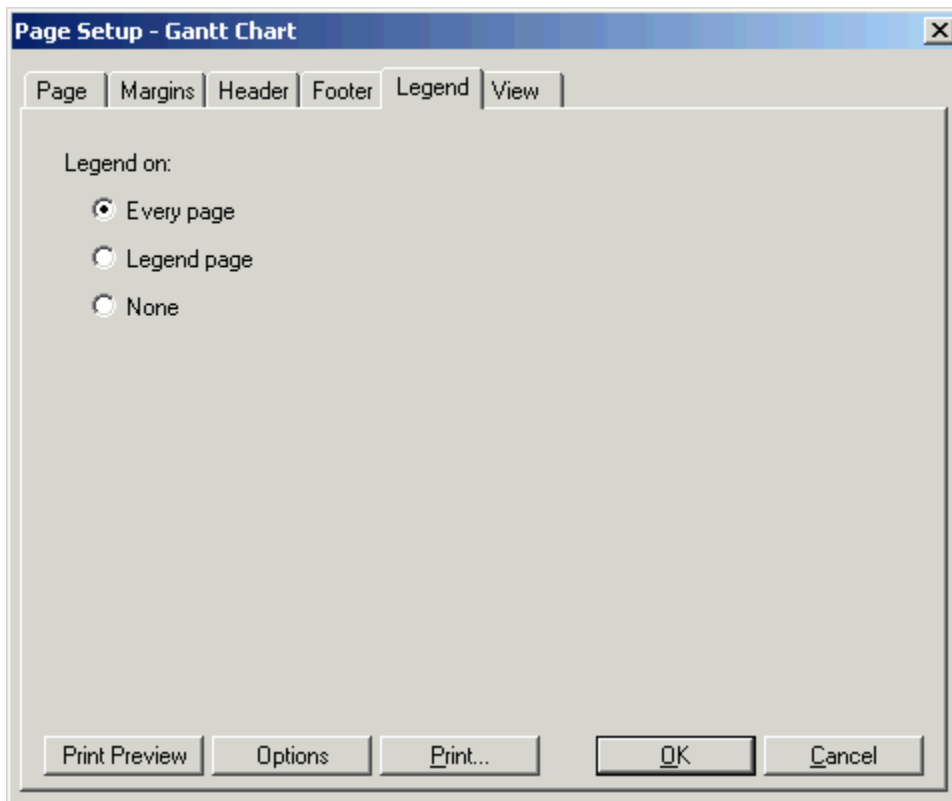 Page Setup - Gantt Chart
Page Margins Header Footer Legend View
Legend on:
Every page
Legend page
None
Print Preview Options Print... OK Cancel